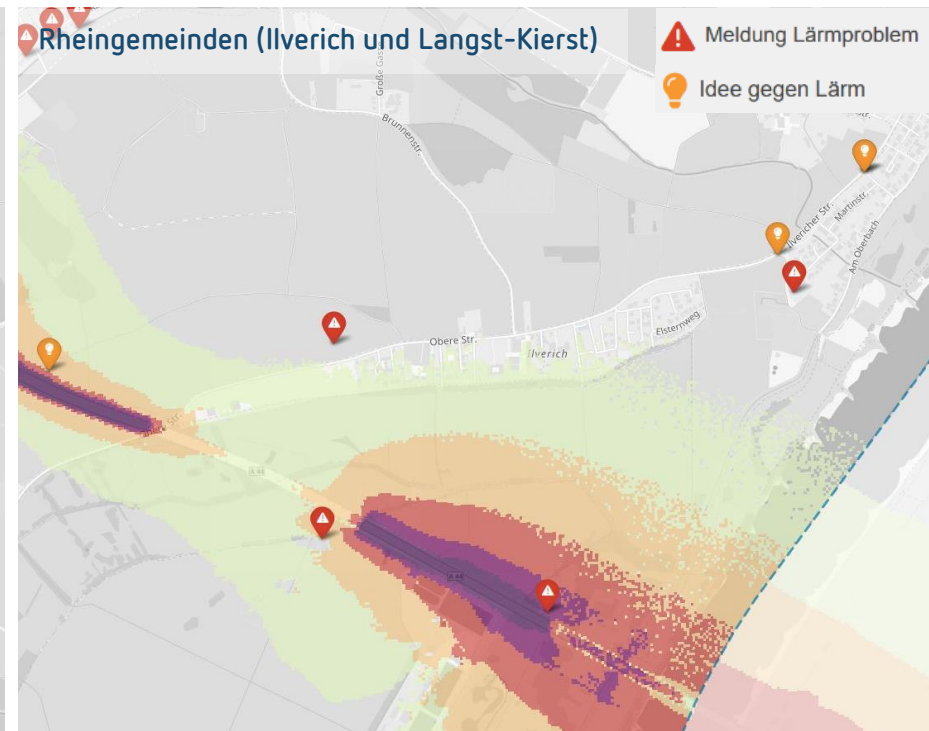 Rheingemeinden (Ilverich und Langst-Kierst)
Meldung Lärmproblem
Idee gegen Lärm
Große Gasse
Brunnenstr.
Ilvericher Str.
Martinstr.
Am Oberbach
Elsternweg
Obere Str.
Ilverich
A 44
A 44